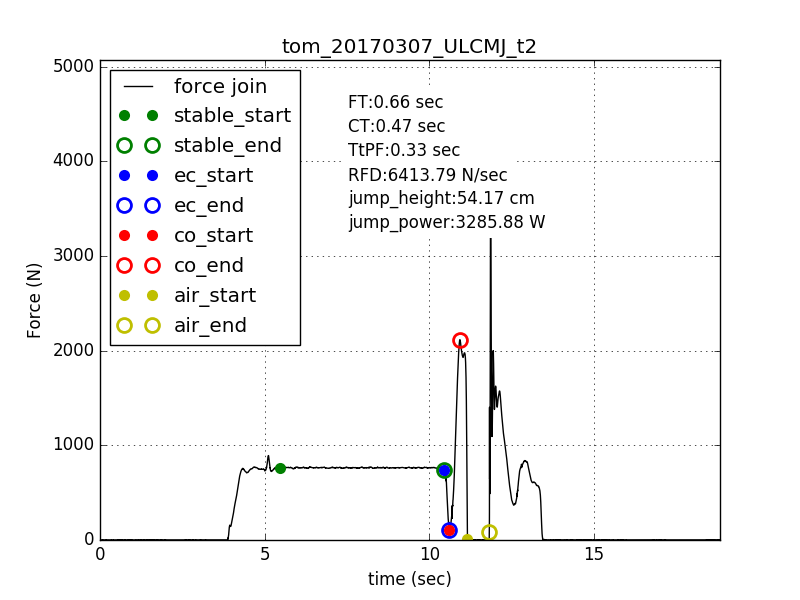 tom_20170307_ULCMJ_t2
5000
4000
3000
2000
1000
0
Force (N)
force join
stable_start
stable_end
ec_start
ec_end
co_start
co_end
air_start
air_end
FT:0.66 sec
CT:0.47 sec
TtPF:0.33 sec
RFD:6413.79 N/sec
jump_height:54.17 cm
jump_power:3285.88 W
0 5 10 15
time (sec)